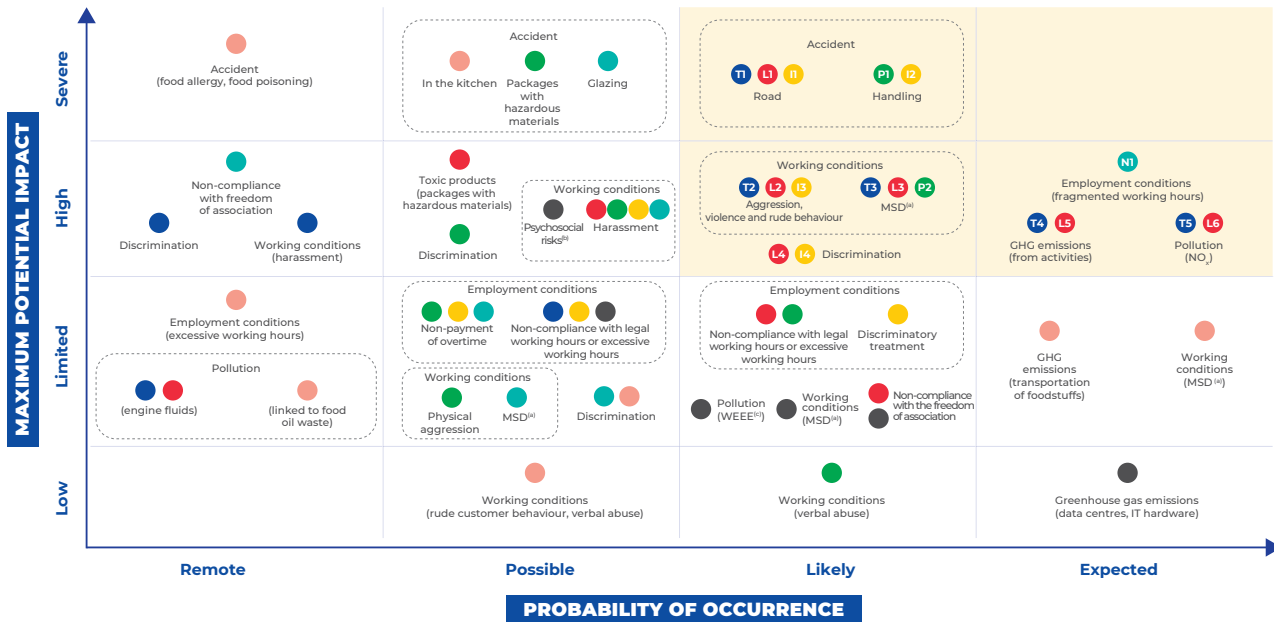 MAXIMUM POTENTIAL IMPACT
Severe
Accident
(food allergy, food poisoning)
Accident
In the kitchen
Packages
with
hazardous
materials
Glazing
Accident
T1 L1 I1
Road
P1 I2
Handling
High
Non-compliance
with freedom
of association
Discrimination
Working conditions
(harassment)
Toxic products
(packages with
hazardous materials)
Discrimination
Working conditions
Psychosocial
risks(b)
Harassment
Working conditions
T2 L2 I3
Aggression,
violence and rude behaviour
T3 L3 P2
MSD(a)
L4 I4 Discrimination
N1
Employment conditions
(fragmented working hours)
T4 L5
GHG emissions
(from activities)
T5 L6
Pollution
(NOx)
Limited
Employment conditions
(excessive working hours)
Pollution
(engine fluids)
(linked to food
oil waste)
Employment conditions
Non-payment
of overtime
Non-compliance with legal
working hours or excessive
working hours
Working conditions
Physical
aggression
MSD(a)
Discrimination
Employment conditions
Non-compliance with legal
working hours or excessive
working hours
Discriminatory
treatment
Pollution
(WEEE(c))
Working
conditions
(MSD(a))
Non-compliance
with the freedom
of association
GHG
emissions
(transportation
of foodstuffs)
Working
conditions
(MSD(a))
Low
Working conditions
(rude customer behaviour, verbal abuse)
Working conditions
(verbal abuse)
Greenhouse gas emissions
(data centres, IT hardware)
Remote
Possible
Likely
Expected
PROBABILITY OF OCCURRENCE